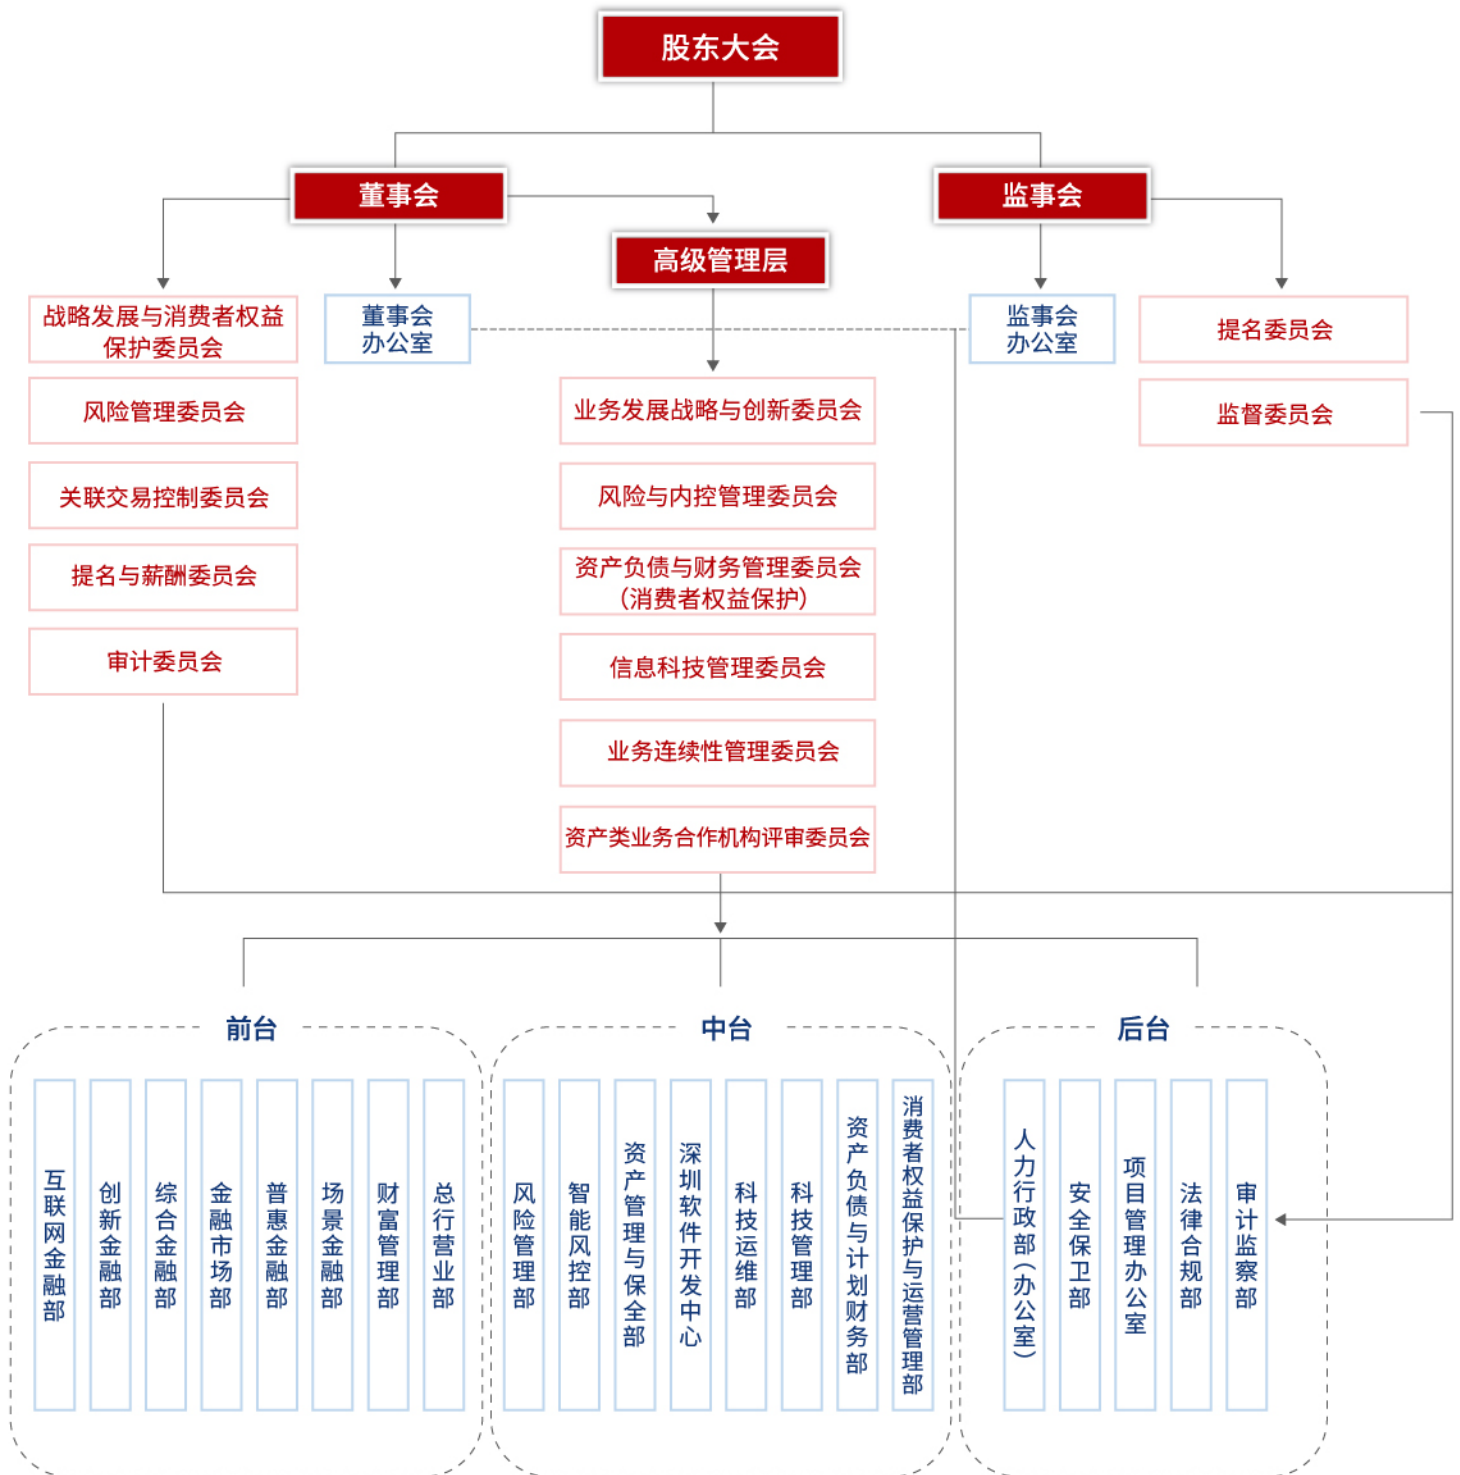 股东大会
董事会
监事会
高级管理层
战略发展与消费者权益
保护委员会
董事会
办公室
监事会
办公室
提名委员会
风险管理委员会
业务发展战略与创新委员会
监督委员会
关联交易控制委员会
风险与内控管理委员会
提名与薪酬委员会
资产负债与财务管理委员会
（消费者权益保护）
审计委员会
信息科技管理委员会
业务连续性管理委员会
资产类业务合作机构评审委员会
前台
中台
后台
互联网金融部
创新金融部
综合金融部
金融市场部
普惠金融部
场景金融部
财富管理部
总行营业部
风险管理部
智能风控部
资产管理与保全部
深圳软件开发中心
科技运维部
科技管理部
资产负债与计划财务部
消费者权益保护与运营管理部
人力行政部（办公室）
安全保卫部
项目管理办公室
法律合规部
审计监察部